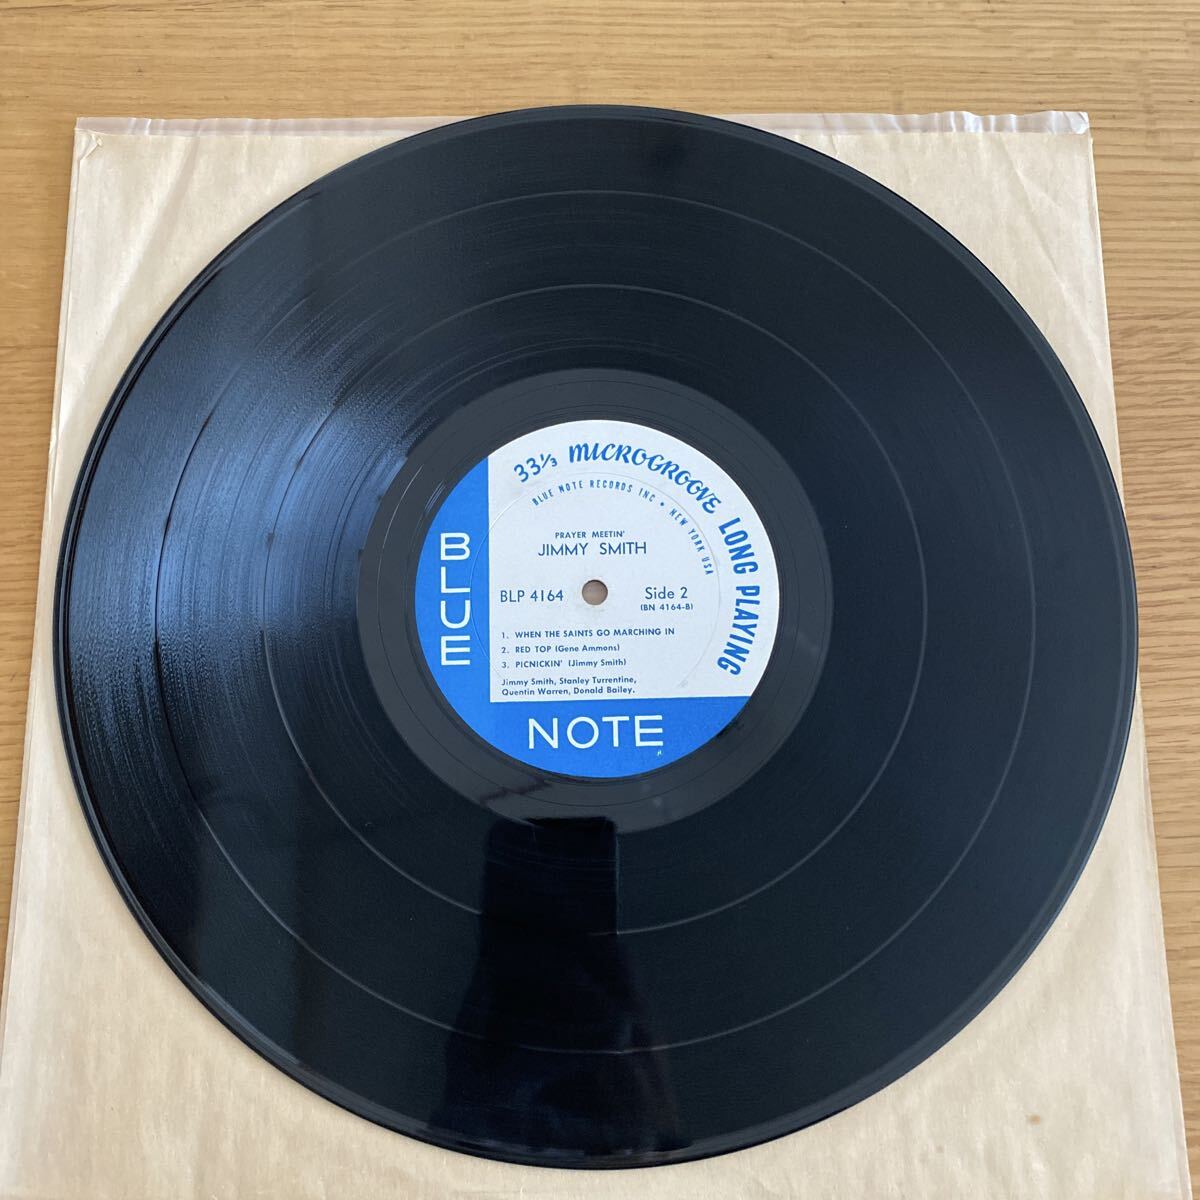 33⅓ MICROGROOVE LONG PLAYING
BLUE NOTE RECORDS INC • NEW YORK USA
PRAYER MEETIN'
JIMMY SMITH
BLP 4164
Side 2
(BN 4164-B)
1. WHEN THE SAINTS GO MARCHING IN
2. RED TOP (Gene Ammons)
3. PICNICKIN' (Jimmy Smith)
Jimmy Smith, Stanley Turrentine,
Quentin Warren, Donald Bailey.
BLUE
NOTE